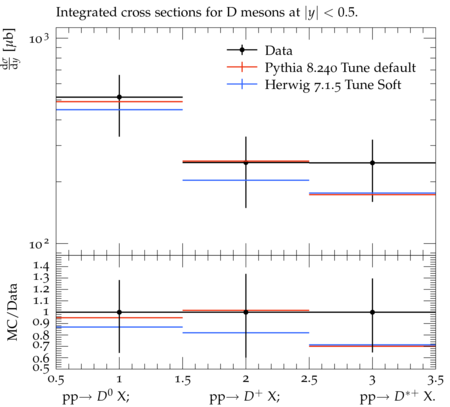 Integrated cross sections for D mesons at |y| < 0.5.
dσ/dy [μb]
10³
Data
Pythia 8.240 Tune default
Herwig 7.1.5 Tune Soft
10²
MC/Data
1.4
1.3
1.2
1.1
1
0.9
0.8
0.7
0.6
0.5
0.5 1 1.5 2 2.5 3 3.5
pp→ D⁰ X; pp→ D⁺ X; pp→ D*⁺ X.